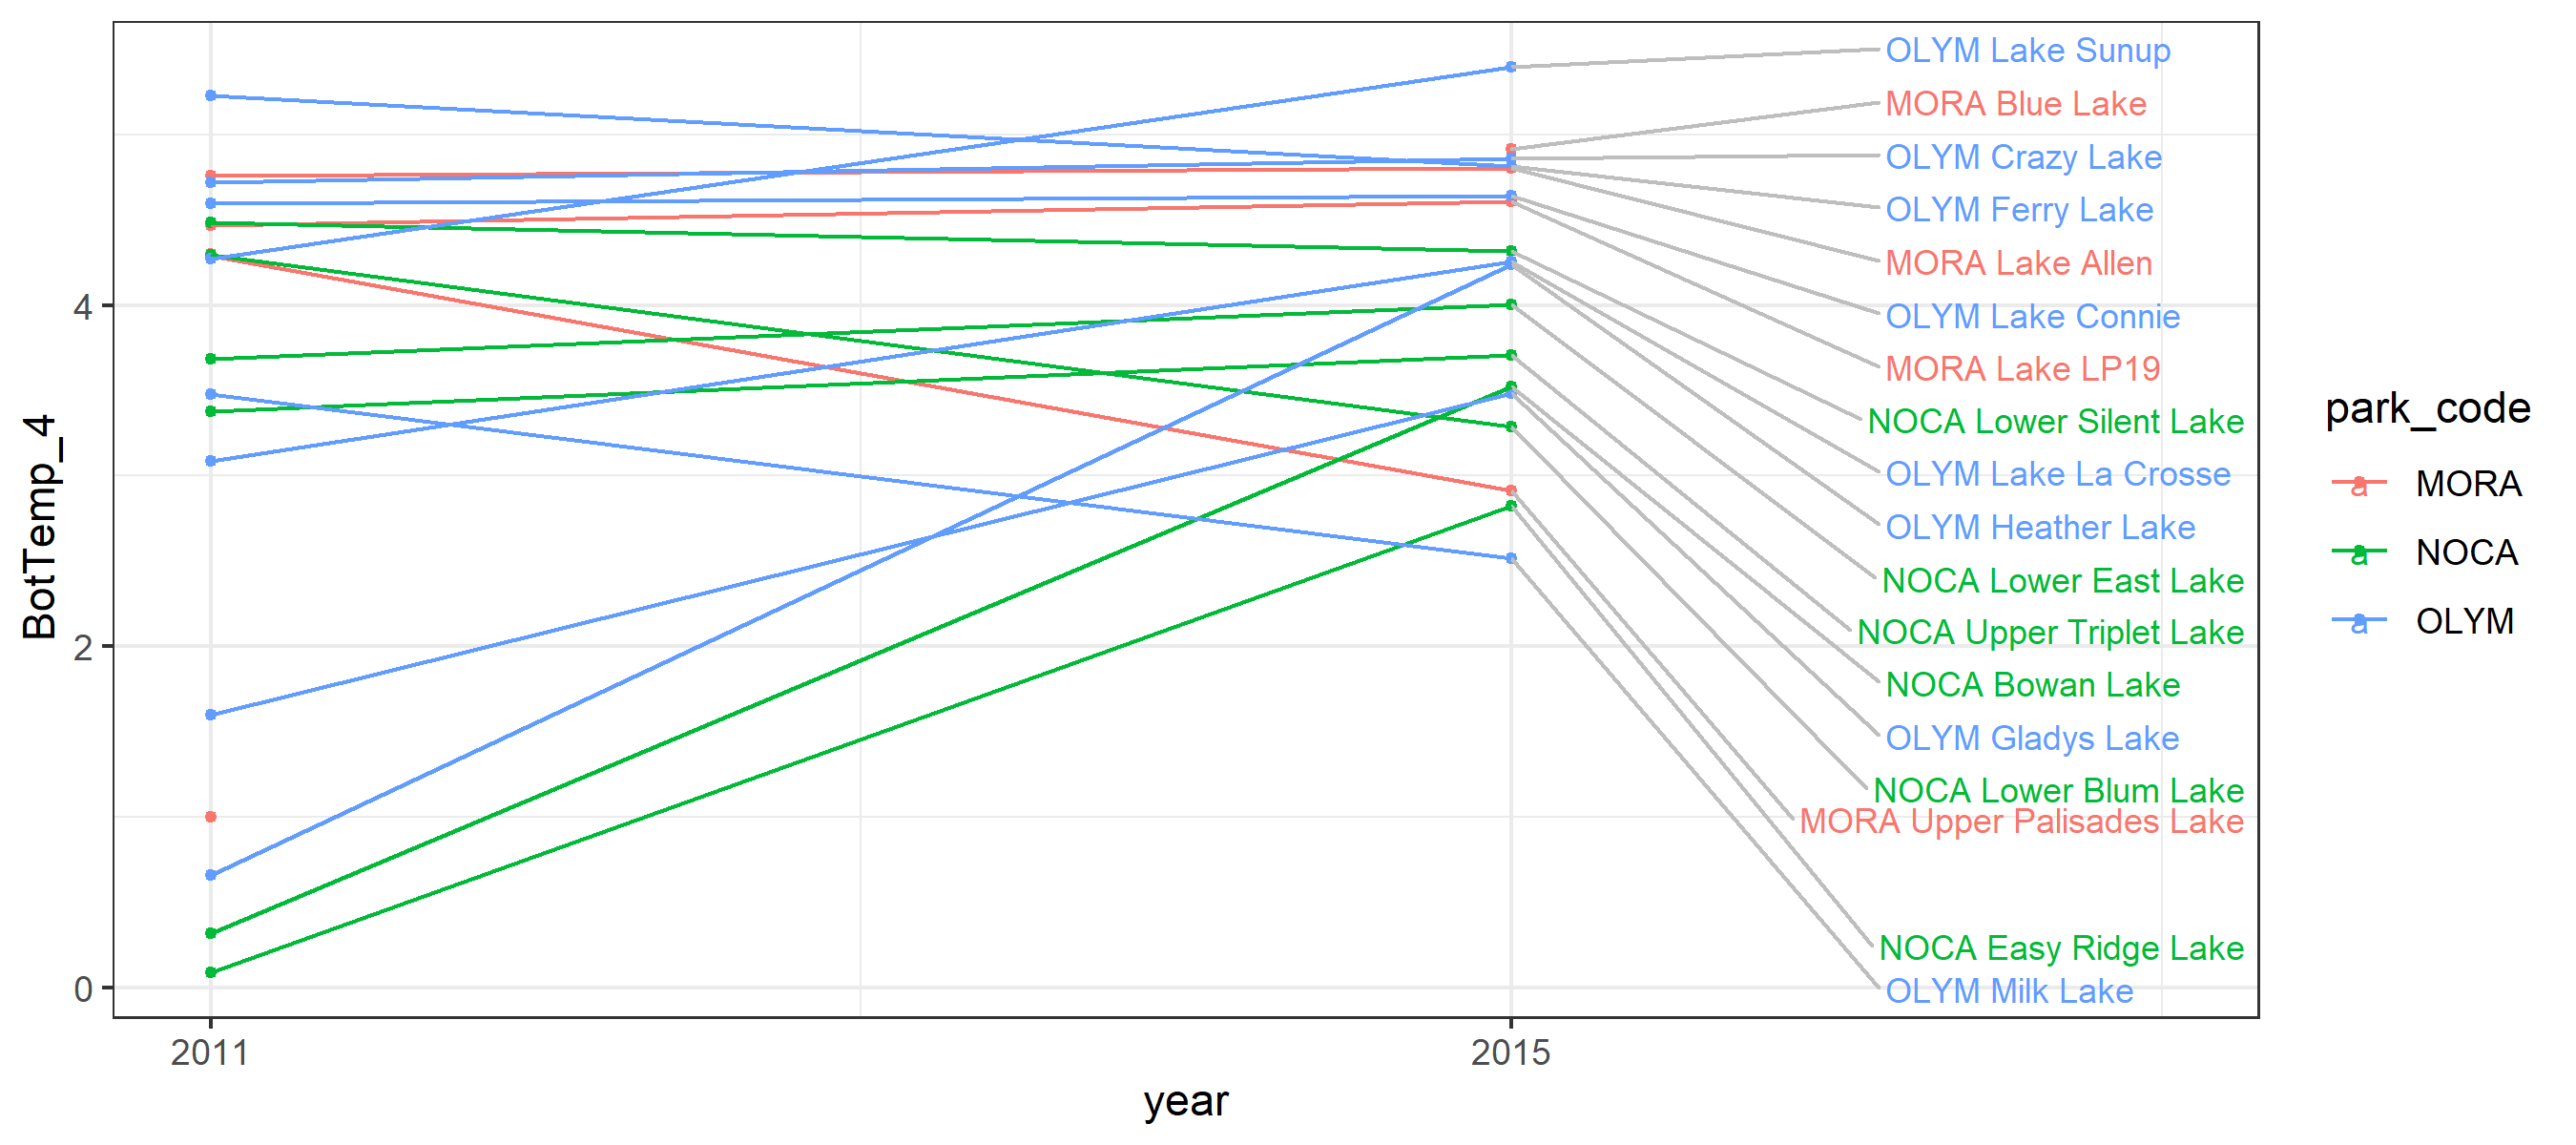 OLYM Lake Sunup
MORA Blue Lake
OLYM Crazy Lake
OLYM Ferry Lake
MORA Lake Allen
OLYM Lake Connie
MORA Lake LP19
NOCA Lower Silent Lake
OLYM Lake La Crosse
OLYM Heather Lake
NOCA Lower East Lake
NOCA Upper Triplet Lake
NOCA Bowan Lake
OLYM Gladys Lake
NOCA Lower Blum Lake
MORA Upper Palisades Lake
NOCA Easy Ridge Lake
OLYM Milk Lake
4
2
0
BotTemp_4
2011
2015
year
park_code
a MORA
a NOCA
a OLYM